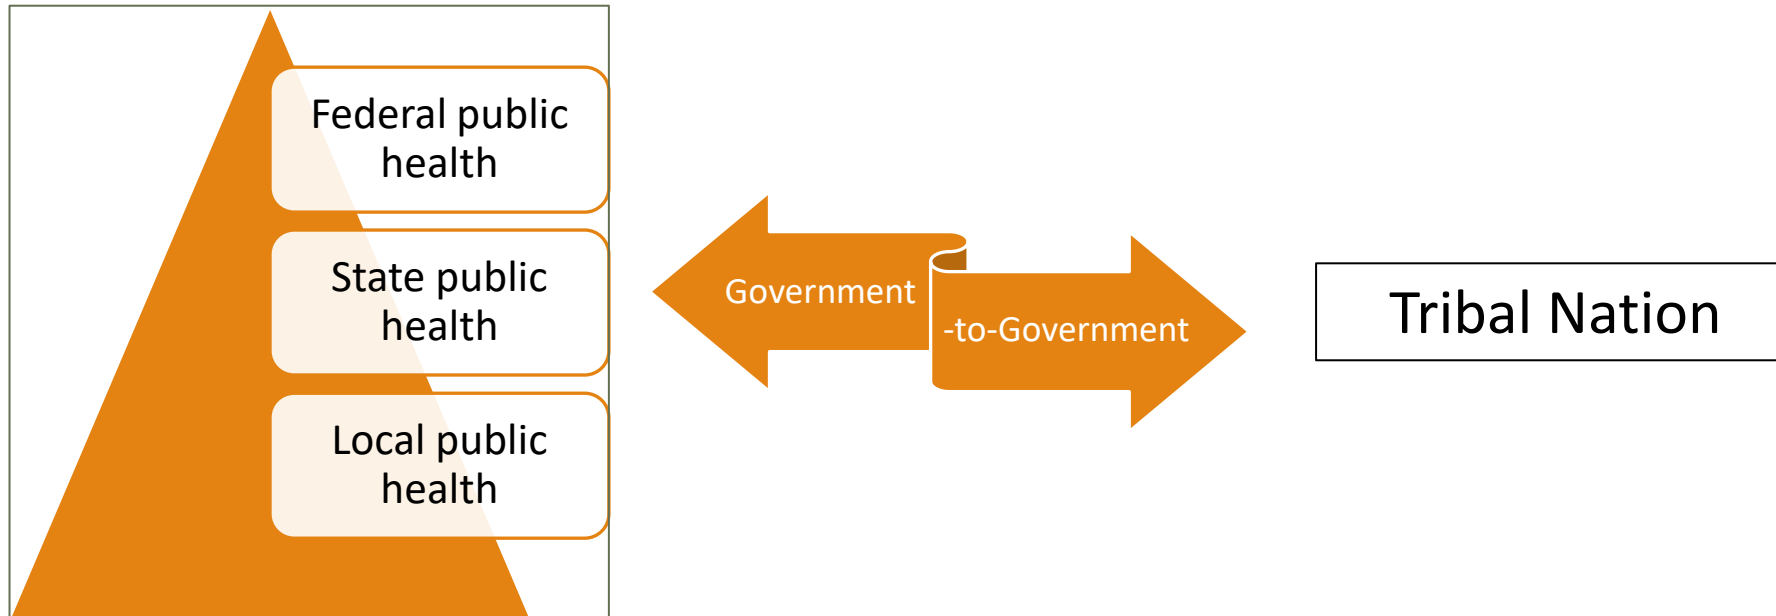 Federal public
health
State public
health
Local public
health
Government
-to-Government
Tribal Nation